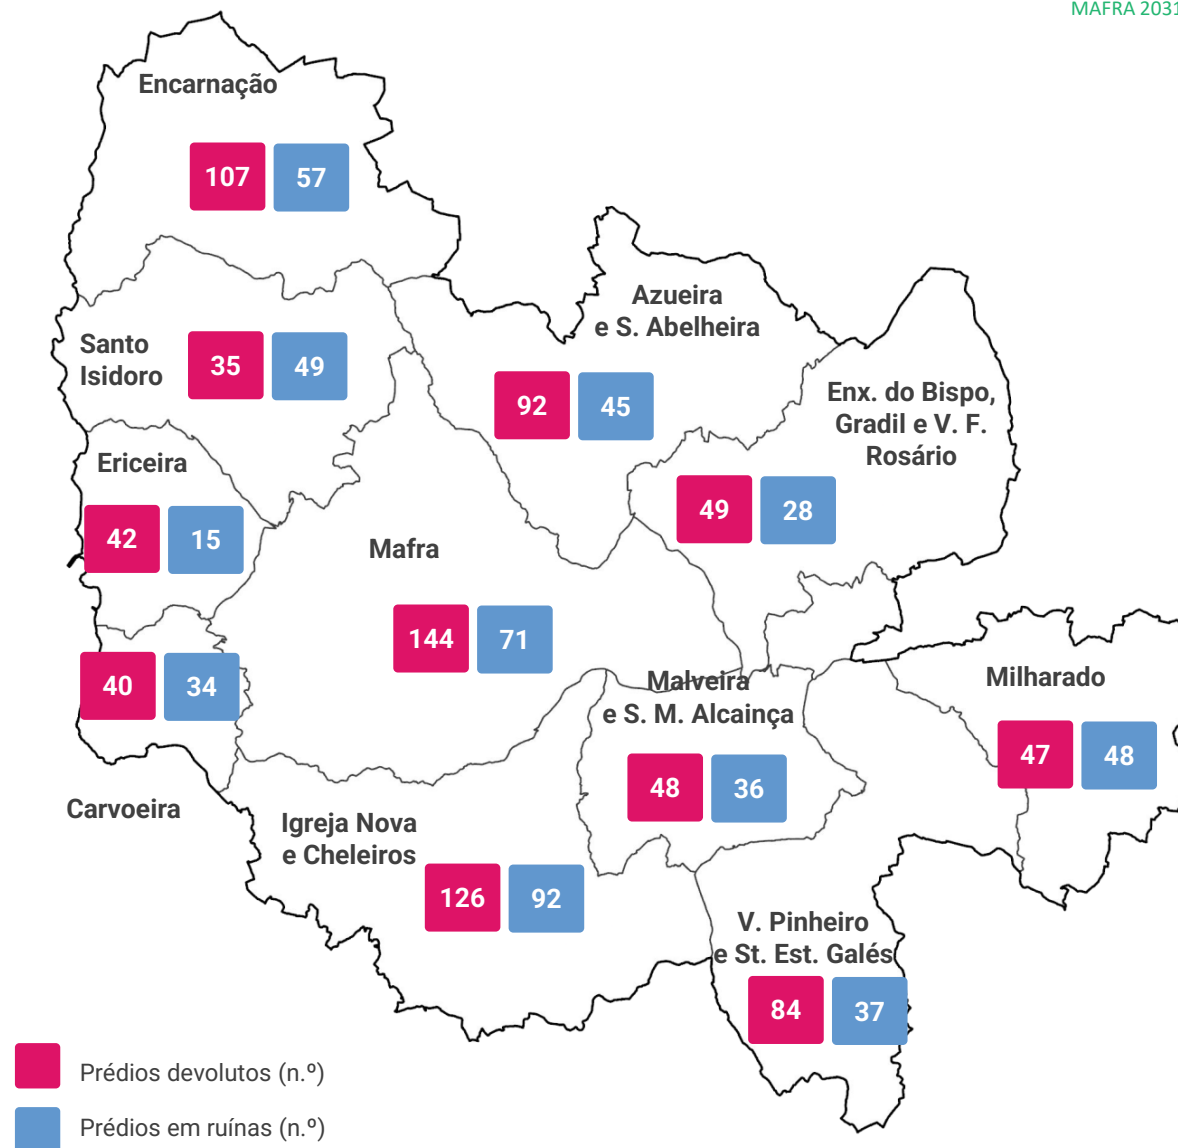 MAFRA 2031
Encarnação
107 57
Azueira
e S. Abelheira
Santo
Isidoro
35 49
92 45
Enx. do Bispo,
Gradil e V. F.
Rosário
49 28
Ericeira
42 15
Mafra
144 71
40 34
Carvoeira
Malveira
e S. M. Alcainça
48 36
Milharado
47 48
Igreja Nova
e Cheleiros
126 92
V. Pinheiro
e St. Est. Galés
84 37
Prédios devolutos (n.º)
Prédios em ruínas (n.º)